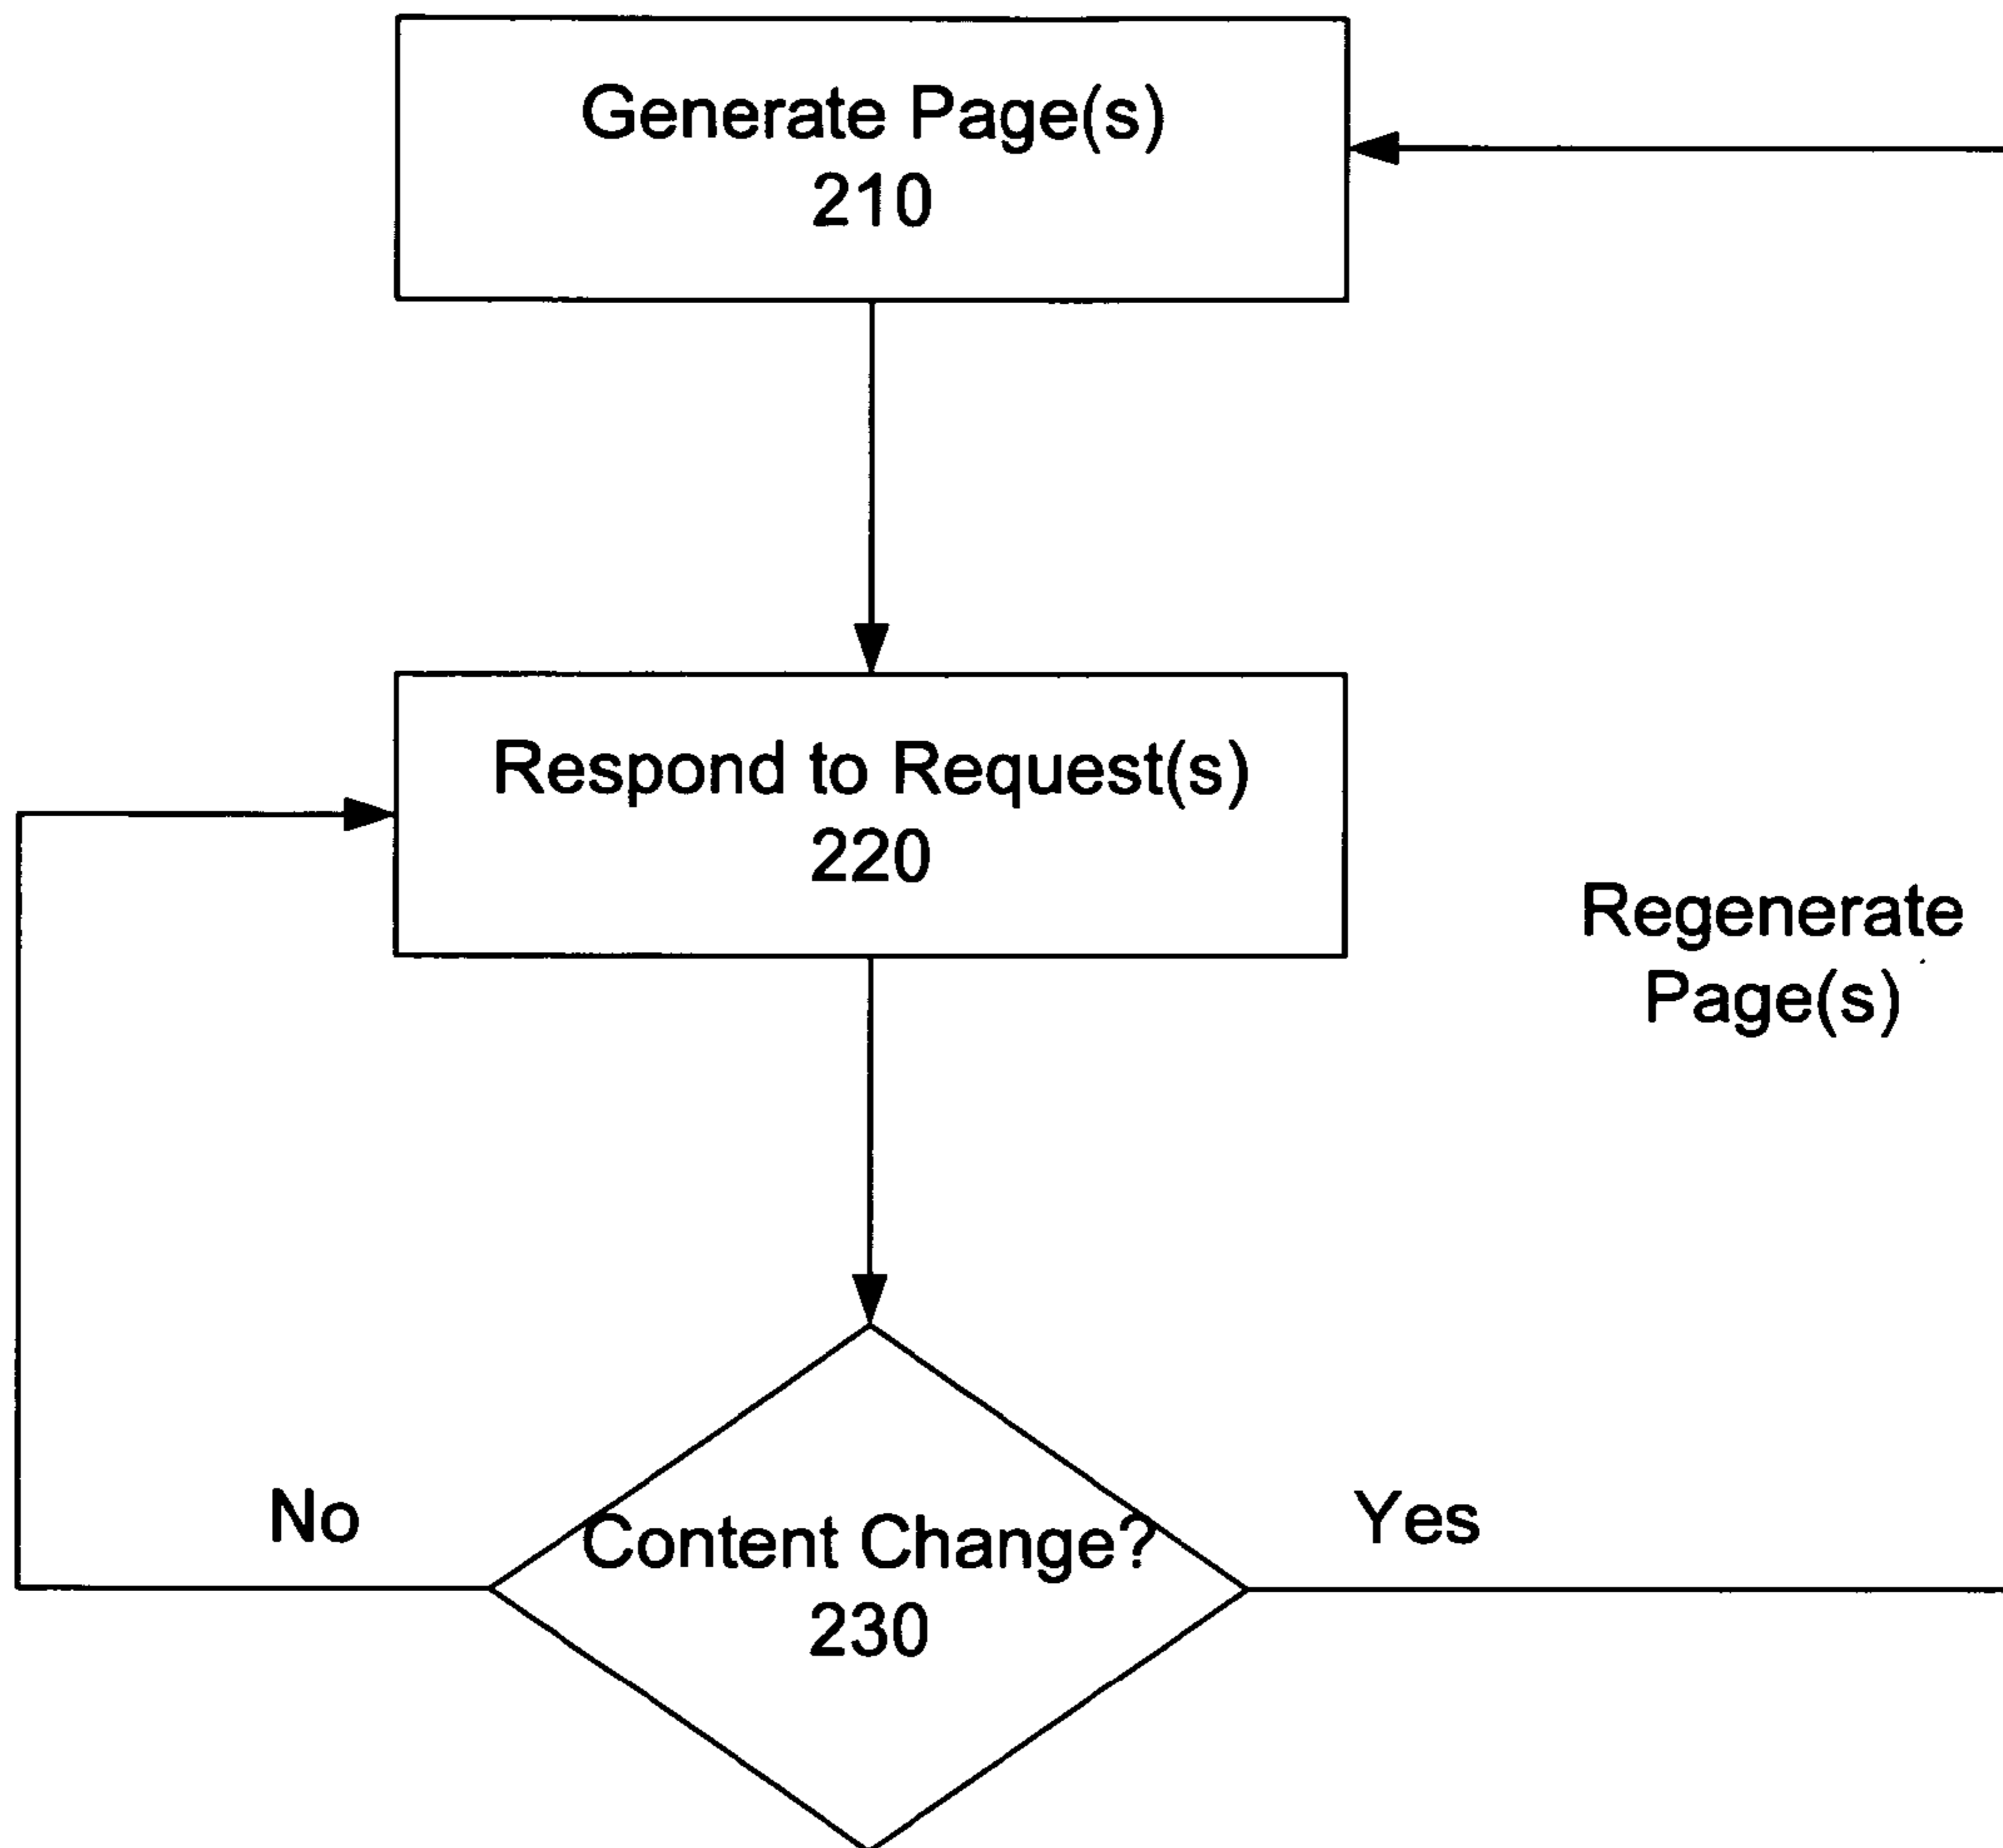 Generate Page(s)
210
Respond to Request(s)
220
Regenerate
Page(s)
No
Content Change?
230
Yes